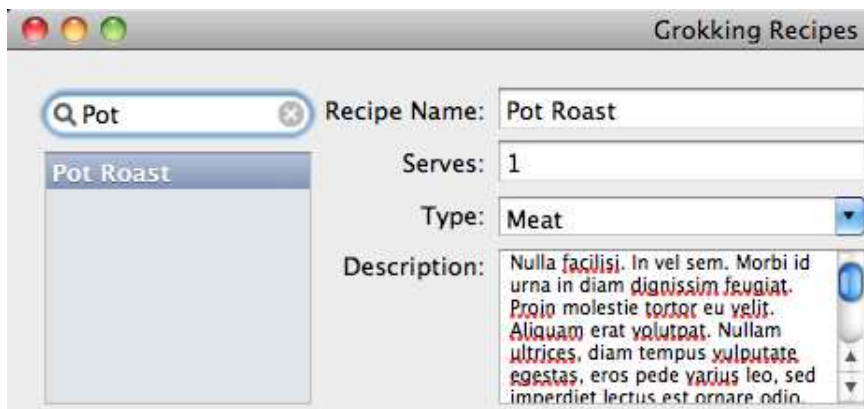 Grokking Recipes
Pot
Pot Roast
Recipe Name: Pot Roast
Serves: 1
Type: Meat
Description: Nulla facilisi. In vel sem. Morbi id
urna in diam dignissim feugiat.
Proin molestie tortor eu velit.
Aliquam erat volutpat. Nullam
ultrices, diam tempus vulputate
egestas, eros pede varius leo, sed
imperdiet lectus est ornare odio.